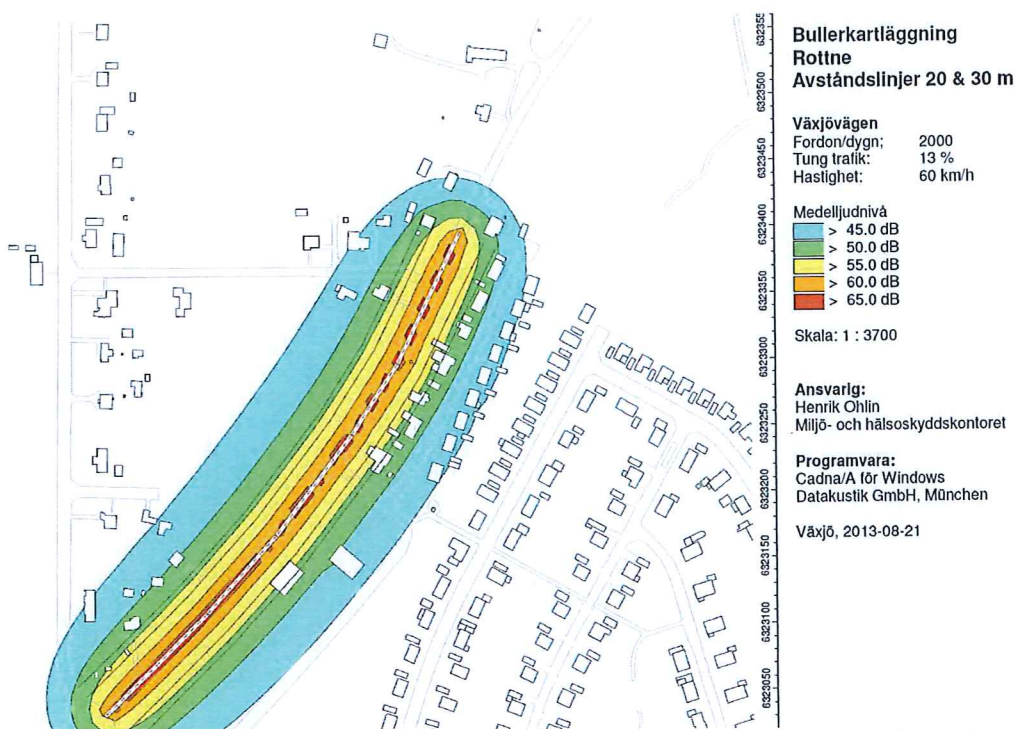 Bullerkartläggning
Rottne
Avståndslinjer 20 & 30 m
Växjövägen
Fordon/dygn; 2000
Tung trafik: 13 %
Hastighet: 60 km/h
Medelljudnivå
> 45.0 dB
> 50.0 dB
> 55.0 dB
> 60.0 dB
> 65.0 dB
Skala: 1 : 3700
Ansvarig:
Henrik Ohlin
Miljö- och hälsoskyddskontoret
Programvara:
Cadna/A för Windows
Datakustik GmbH, München
Växjö, 2013-08-21
6323500
6323450
6323400
6323350
6323300
6323250
6323200
6323150
6323100
6323050